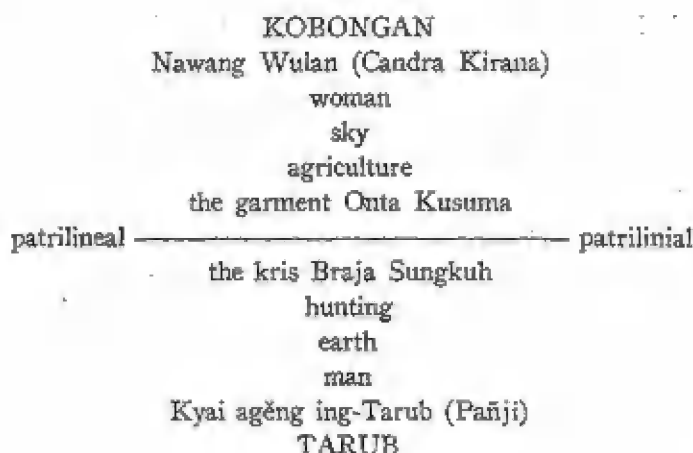 KOBONGAN
Nawang Wulan (Candra Kirana)
woman
sky
agriculture
the garment Onta Kusuma
patrilineal ——————————— patrilinial
the kris Braja Sungkuh
hunting
earth
man
Kyai agěng ing-Tarub (Pañji)
TARUB